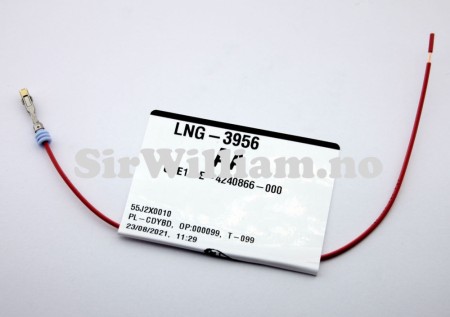 LNG-3956
4240866-000
SirWilliam.no
55J2X0010
PL-CDYBD, OP:000099, T-099
23/08/2021, 11:29